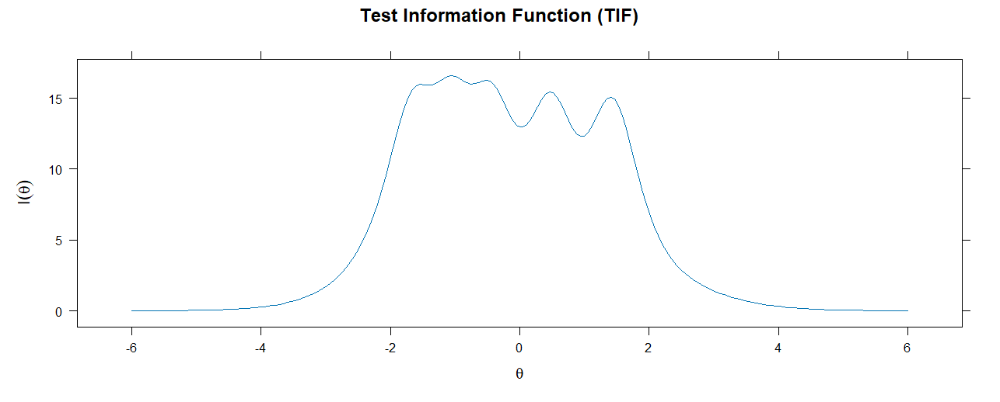 Test Information Function (TIF)
I(θ)
15
10
5
0
-6 -4 -2 0 2 4 6
θ